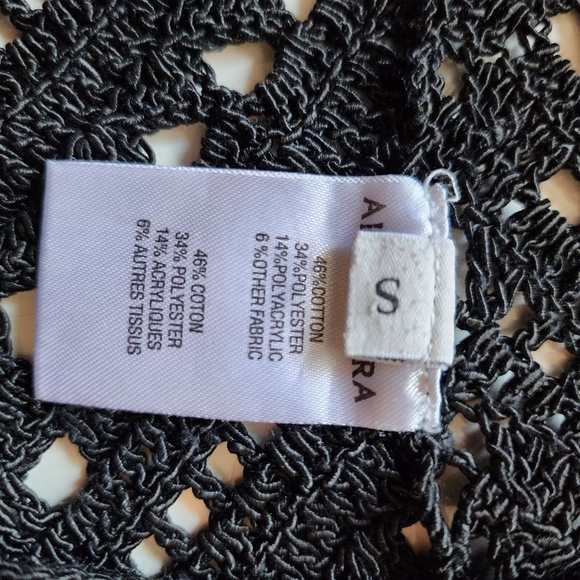 S
46%COTTON
34%POLYESTER
14%POLYACRYLIC
6 %OTHER FABRIC
46% COTON
34% POLYESTER
14% ACRYLIQUES
6% AUTRES TISSUS